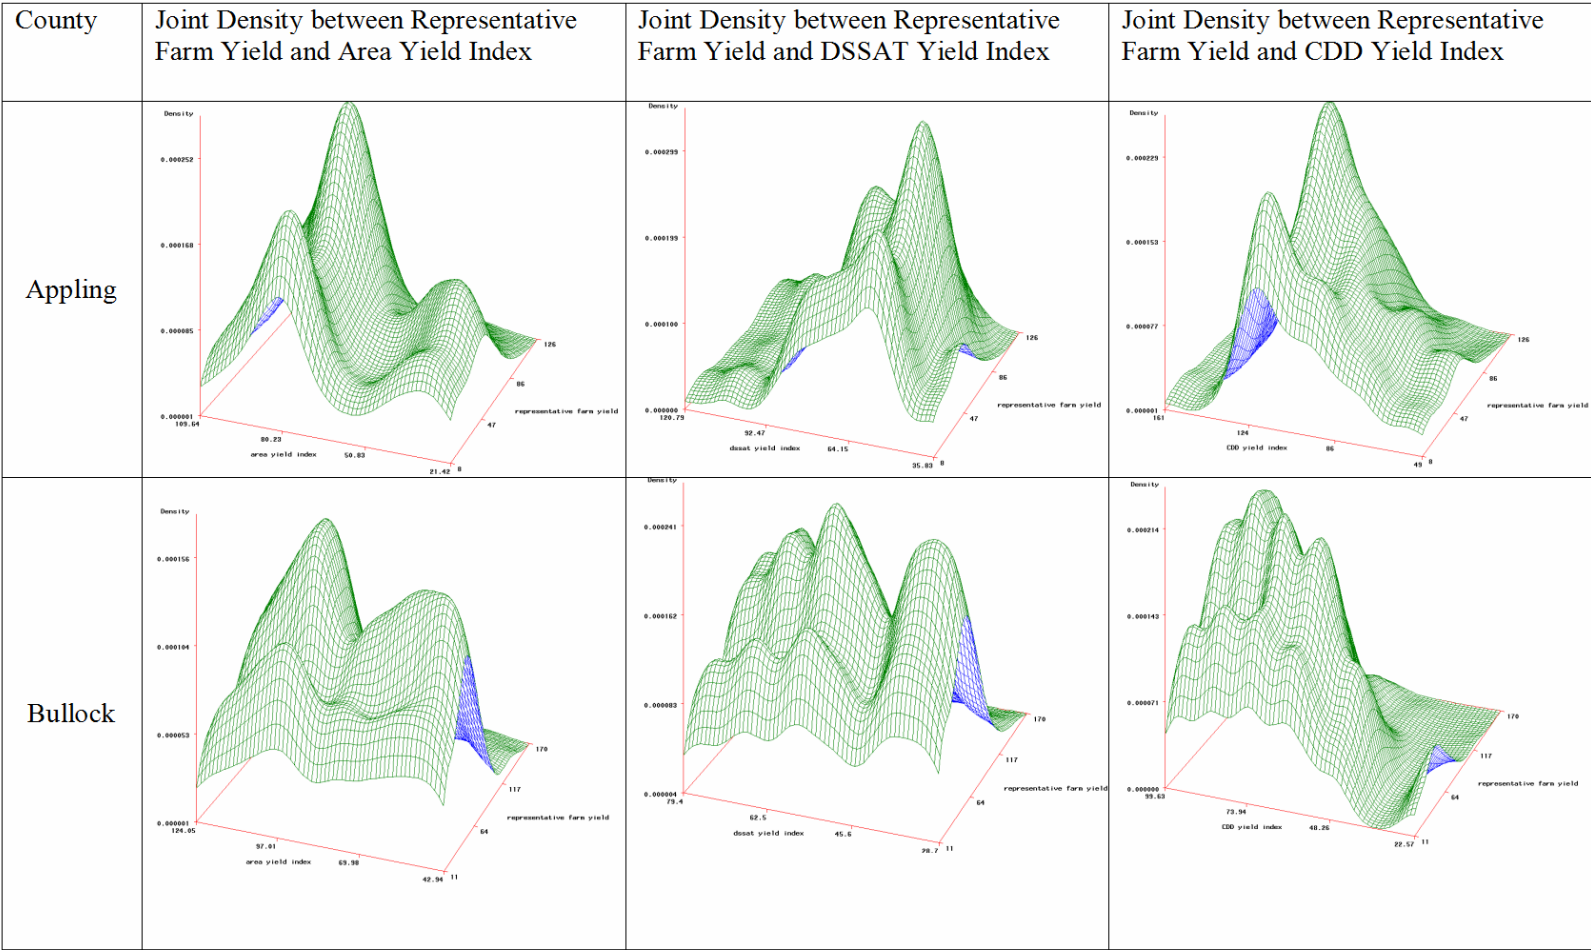 County
Joint Density between Representative
Farm Yield and Area Yield Index
Joint Density between Representative
Farm Yield and DSSAT Yield Index
Joint Density between Representative
Farm Yield and CDD Yield Index
Appling
Density
0.000252
0.000168
0.000085
0.000001
109.64
80.23
50.83
21.42
area yield index
8
47
86
126
representative farm yield
Density
0.000299
0.000199
0.000100
0.000000
120.79
92.47
64.15
35.83
dssat yield index
8
47
86
126
representative farm yield
Density
0.000229
0.000153
0.000077
0.000001
161
124
86
49
CDD yield index
8
47
86
126
representative farm yield
Bullock
Density
0.000156
0.000104
0.000053
0.000001
124.05
97.01
69.98
42.94
area yield index
11
64
117
170
representative farm yield
Density
0.000241
0.000162
0.000083
0.000004
79.4
62.5
45.6
28.7
dssat yield index
11
64
117
170
representative farm yield
Density
0.000214
0.000143
0.000071
0.000000
99.63
73.94
48.26
22.57
CDD yield index
11
64
117
170
representative farm yield